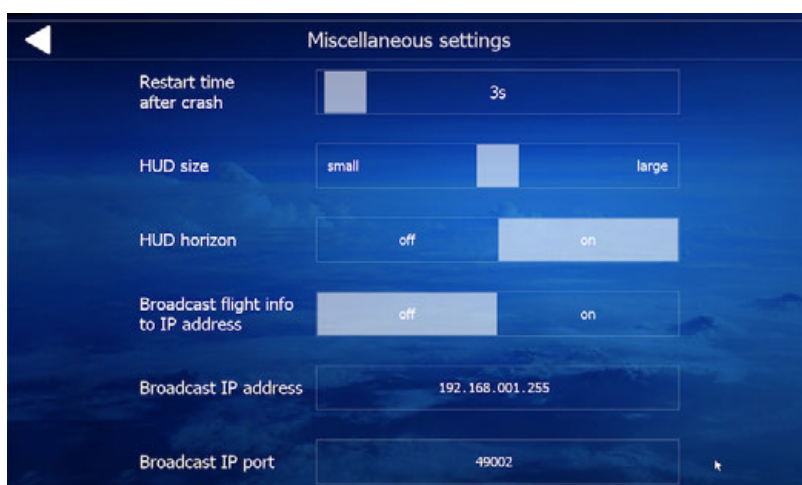 Miscellaneous settings
Restart time
after crash
3s
HUD size
small
large
HUD horizon
off
on
Broadcast flight info
to IP address
off
on
Broadcast IP address
192.168.001.255
Broadcast IP port
49002